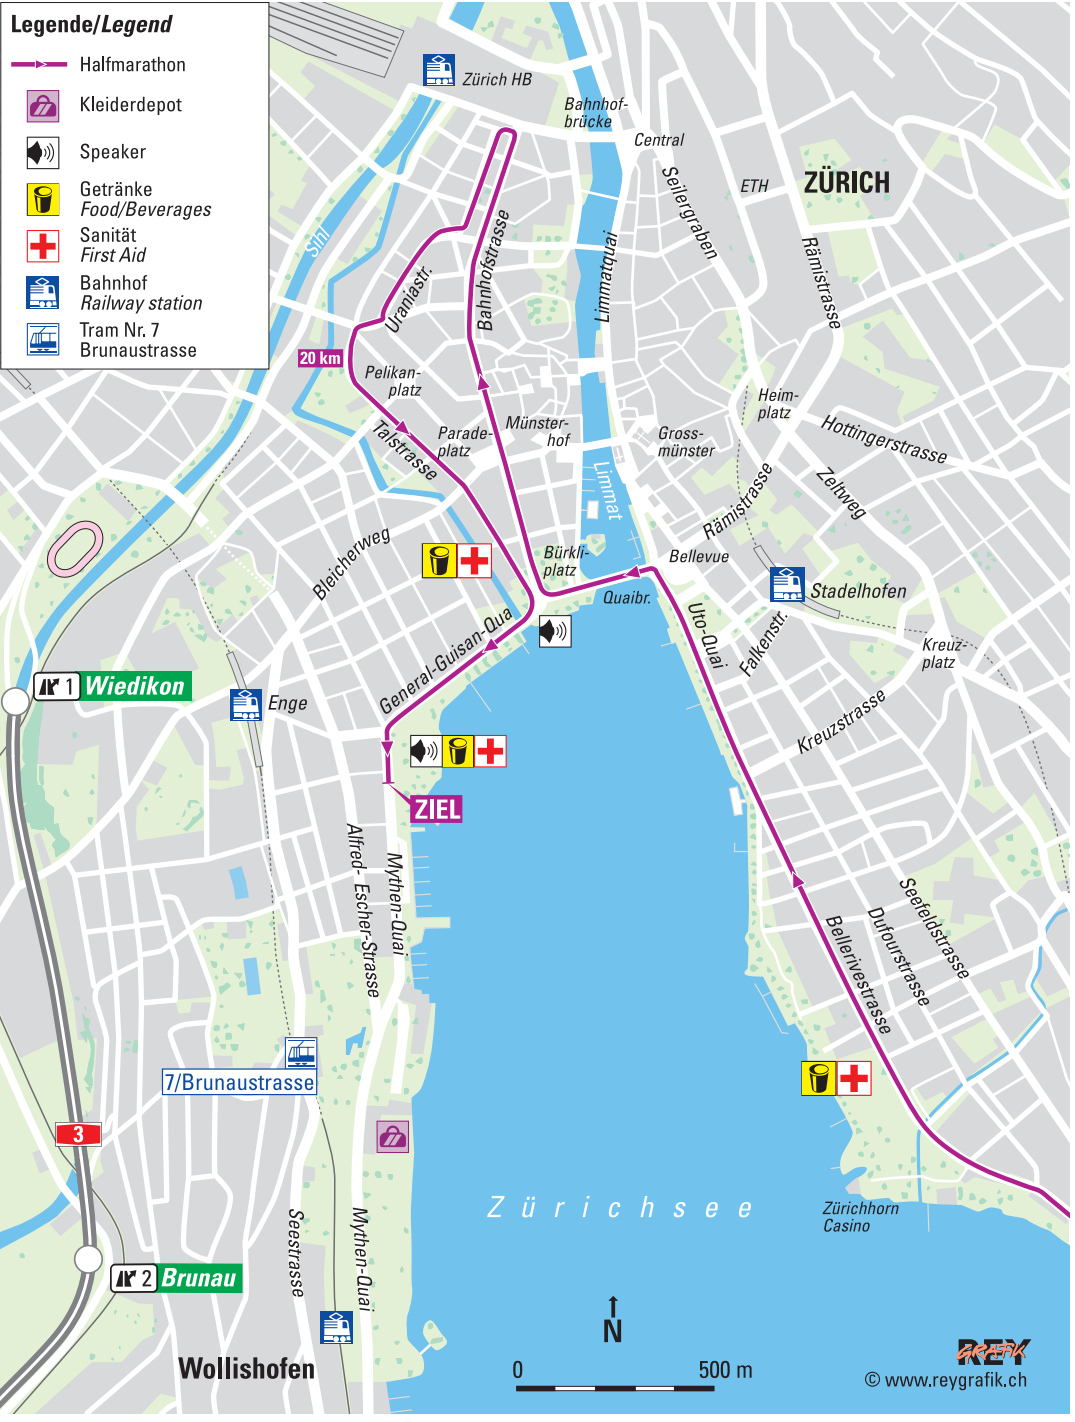 Legende/Legend
Halfmarathon
Kleiderdepot
Speaker
Getränke
Food/Beverages
Sanität
First Aid
Bahnhof
Railway station
Tram Nr. 7
Brunaustrasse
Zürich HB
Bahnhof-
brücke
Central
Seilergraben
ETH
ZÜRICH
Sihl
Uraniastr.
Bahnhofstrasse
Limmatquai
Rämistrasse
20 km
Pelikan-
platz
Talstrasse
Parade-
platz
Münster-
hof
Gross-
münster
Heim-
platz
Hottingerstrasse
Zeltweg
Limmat
Rämistrasse
Bleicherweg
Bürkli-
platz
Bellevue
Quaibr.
Stadelhofen
Uto-Quai
Falkenstr.
Kreuz-
platz
Kreuzstrasse
General-Guisan-Qua
1 Wiedikon
Enge
ZIEL
Alfred- Escher-Strasse
Mythen-Quai
Seefeldstrasse
Dufourstrasse
Bellerivestrasse
7/Brunaustrasse
3
Zürichsee
Zürichhorn
Casino
Seestrasse
Mythen-Quai
2 Brunau
Wollishofen
N
0 500 m
REY
GRAFIK
© www.reygrafik.ch